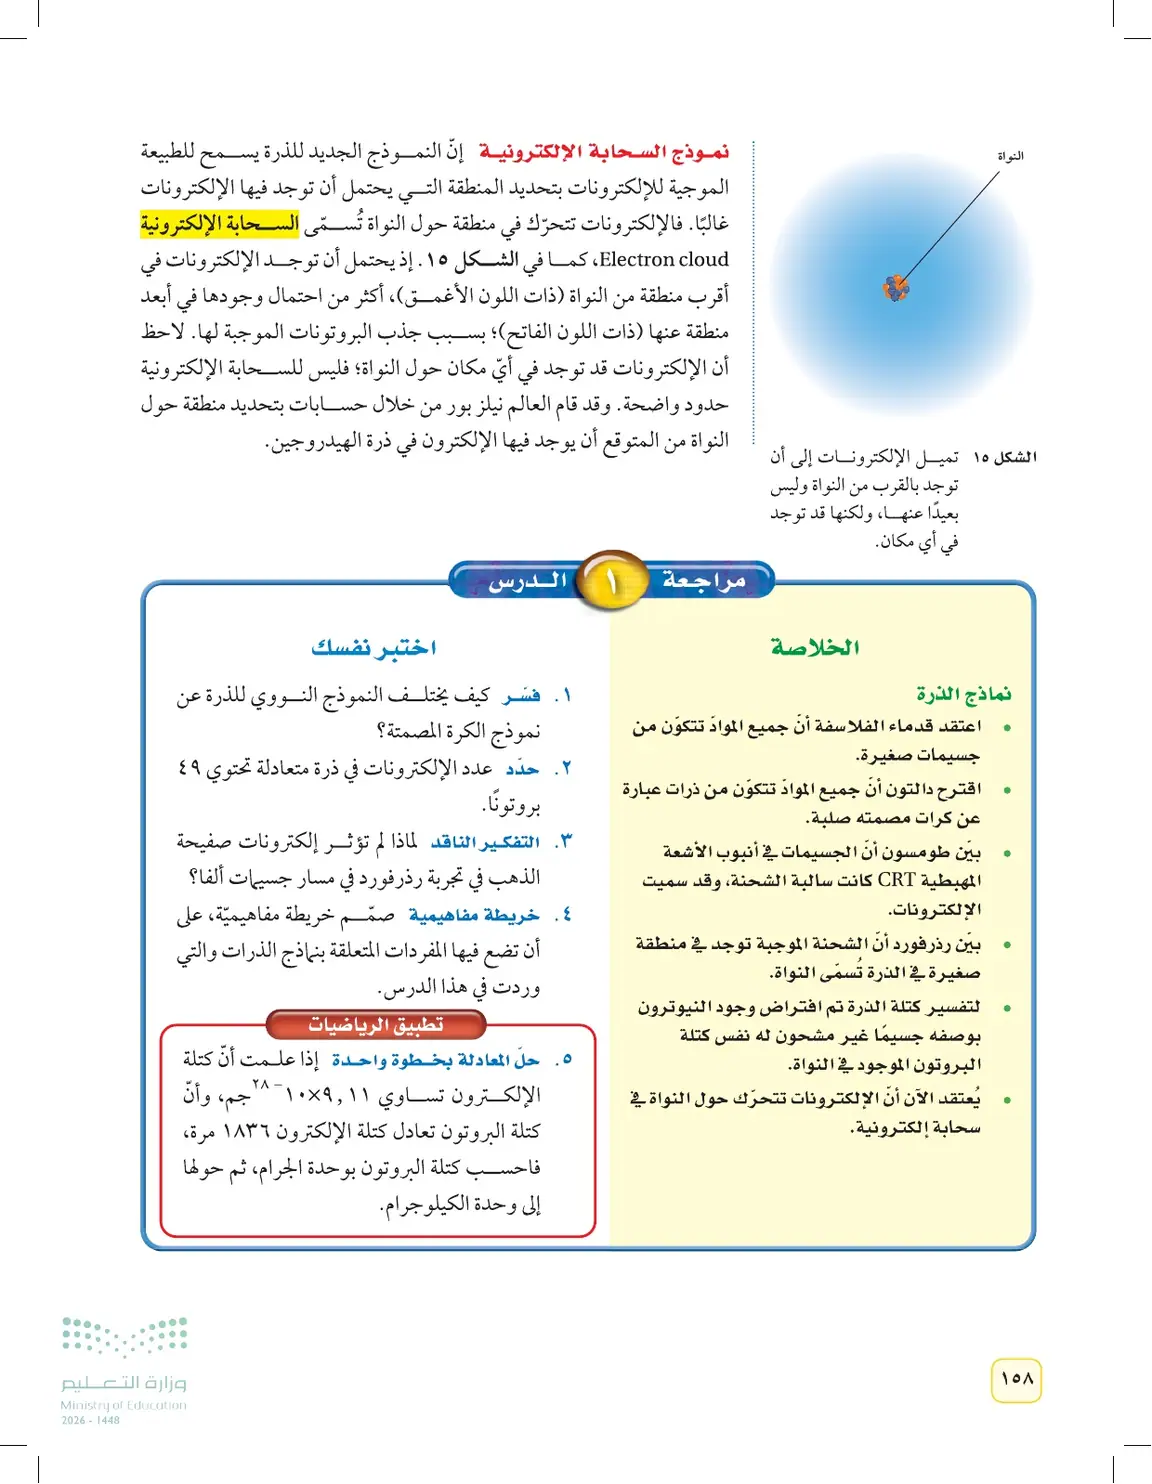 نموذج السحابة الإلكترونية إنّ النموذج الجديد للذرة يسمح للطبيعة
الموجية للإلكترونات بتحديد المنطقة التي يحتمل أن توجد فيها الإلكترونات
غالبًا. فالإلكترونات تتحرّك في منطقة حول النواة تُسمّى السحابة الإلكترونية
Electron cloud، كما في الشكل ١٥. إذ يحتمل أن توجد الإلكترونات في
أقرب منطقة من النواة (ذات اللون الأغمق)، أكثر من احتمال وجودها في أبعد
منطقة عنها (ذات اللون الفاتح)؛ بسبب جذب البروتونات الموجبة لها. لاحظ
أن الإلكترونات قد توجد في أيّ مكان حول النواة؛ فليس للسحابة الإلكترونية
حدود واضحة. وقد قام العالم نيلز بور من خلال حسابات بتحديد منطقة حول
النواة من المتوقع أن يوجد فيها الإلكترون في ذرة الهيدروجين.
النواة
الشكل ١٥ تميل الإلكترونات إلى أن
توجد بالقرب من النواة وليس
بعيدًا عنها، ولكنها قد توجد
في أي مكان.
مراجعة ١ الدرس
الخلاصة
نماذج الذرة
• اعتقد قدماء الفلاسفة أنّ جميع الموادّ تتكوّن من
جسيمات صغيرة.
• اقترح دالتون أنّ جميع الموادّ تتكوّن من ذرات عبارة
عن كرات مصمته صلبة.
• بيّن طومسون أنّ الجسيمات في أنبوب الأشعة
المهبطية CRT كانت سالبة الشحنة، وقد سميت
الإلكترونات.
• بيّن رذرفورد أنّ الشحنة الموجبة توجد في منطقة
صغيرة في الذرة تُسمّى النواة.
• لتفسير كتلة الذرة تم افتراض وجود النيوترون
بوصفه جسيمًا غير مشحون له نفس كتلة
البروتون الموجود في النواة.
• يُعتقد الآن أنّ الإلكترونات تتحرّك حول النواة في
سحابة إلكترونية.
اختبر نفسك
١. فسّر كيف يختلف النموذج النووي للذرة عن
نموذج الكرة المصمتة؟
٢. حدّد عدد الإلكترونات في ذرة متعادلة تحتوي ٤٩
بروتونًا.
٣. التفكير الناقد لماذا لم تؤثر إلكترونات صفيحة
الذهب في تجربة رذرفورد في مسار جسيمات ألفا؟
٤. خريطة مفاهيمية صمّم خريطة مفاهيميّة، على
أن تضع فيها المفردات المتعلقة بنماذج الذرات والتي
وردت في هذا الدرس.
تطبيق الرياضيات
٥. حلّ المعادلة بخطوة واحدة إذا علمت أنّ كتلة
الإلكترون تساوي ٩,١١×١٠⁻٢٨ جم، وأنّ
كتلة البروتون تعادل كتلة الإلكترون ١٨٣٦ مرة،
فاحسب كتلة البروتون بوحدة الجرام، ثم حولها
إلى وحدة الكيلوجرام.
وزارة التعليم
Ministry of Education
2026 - 1448
١٥٨